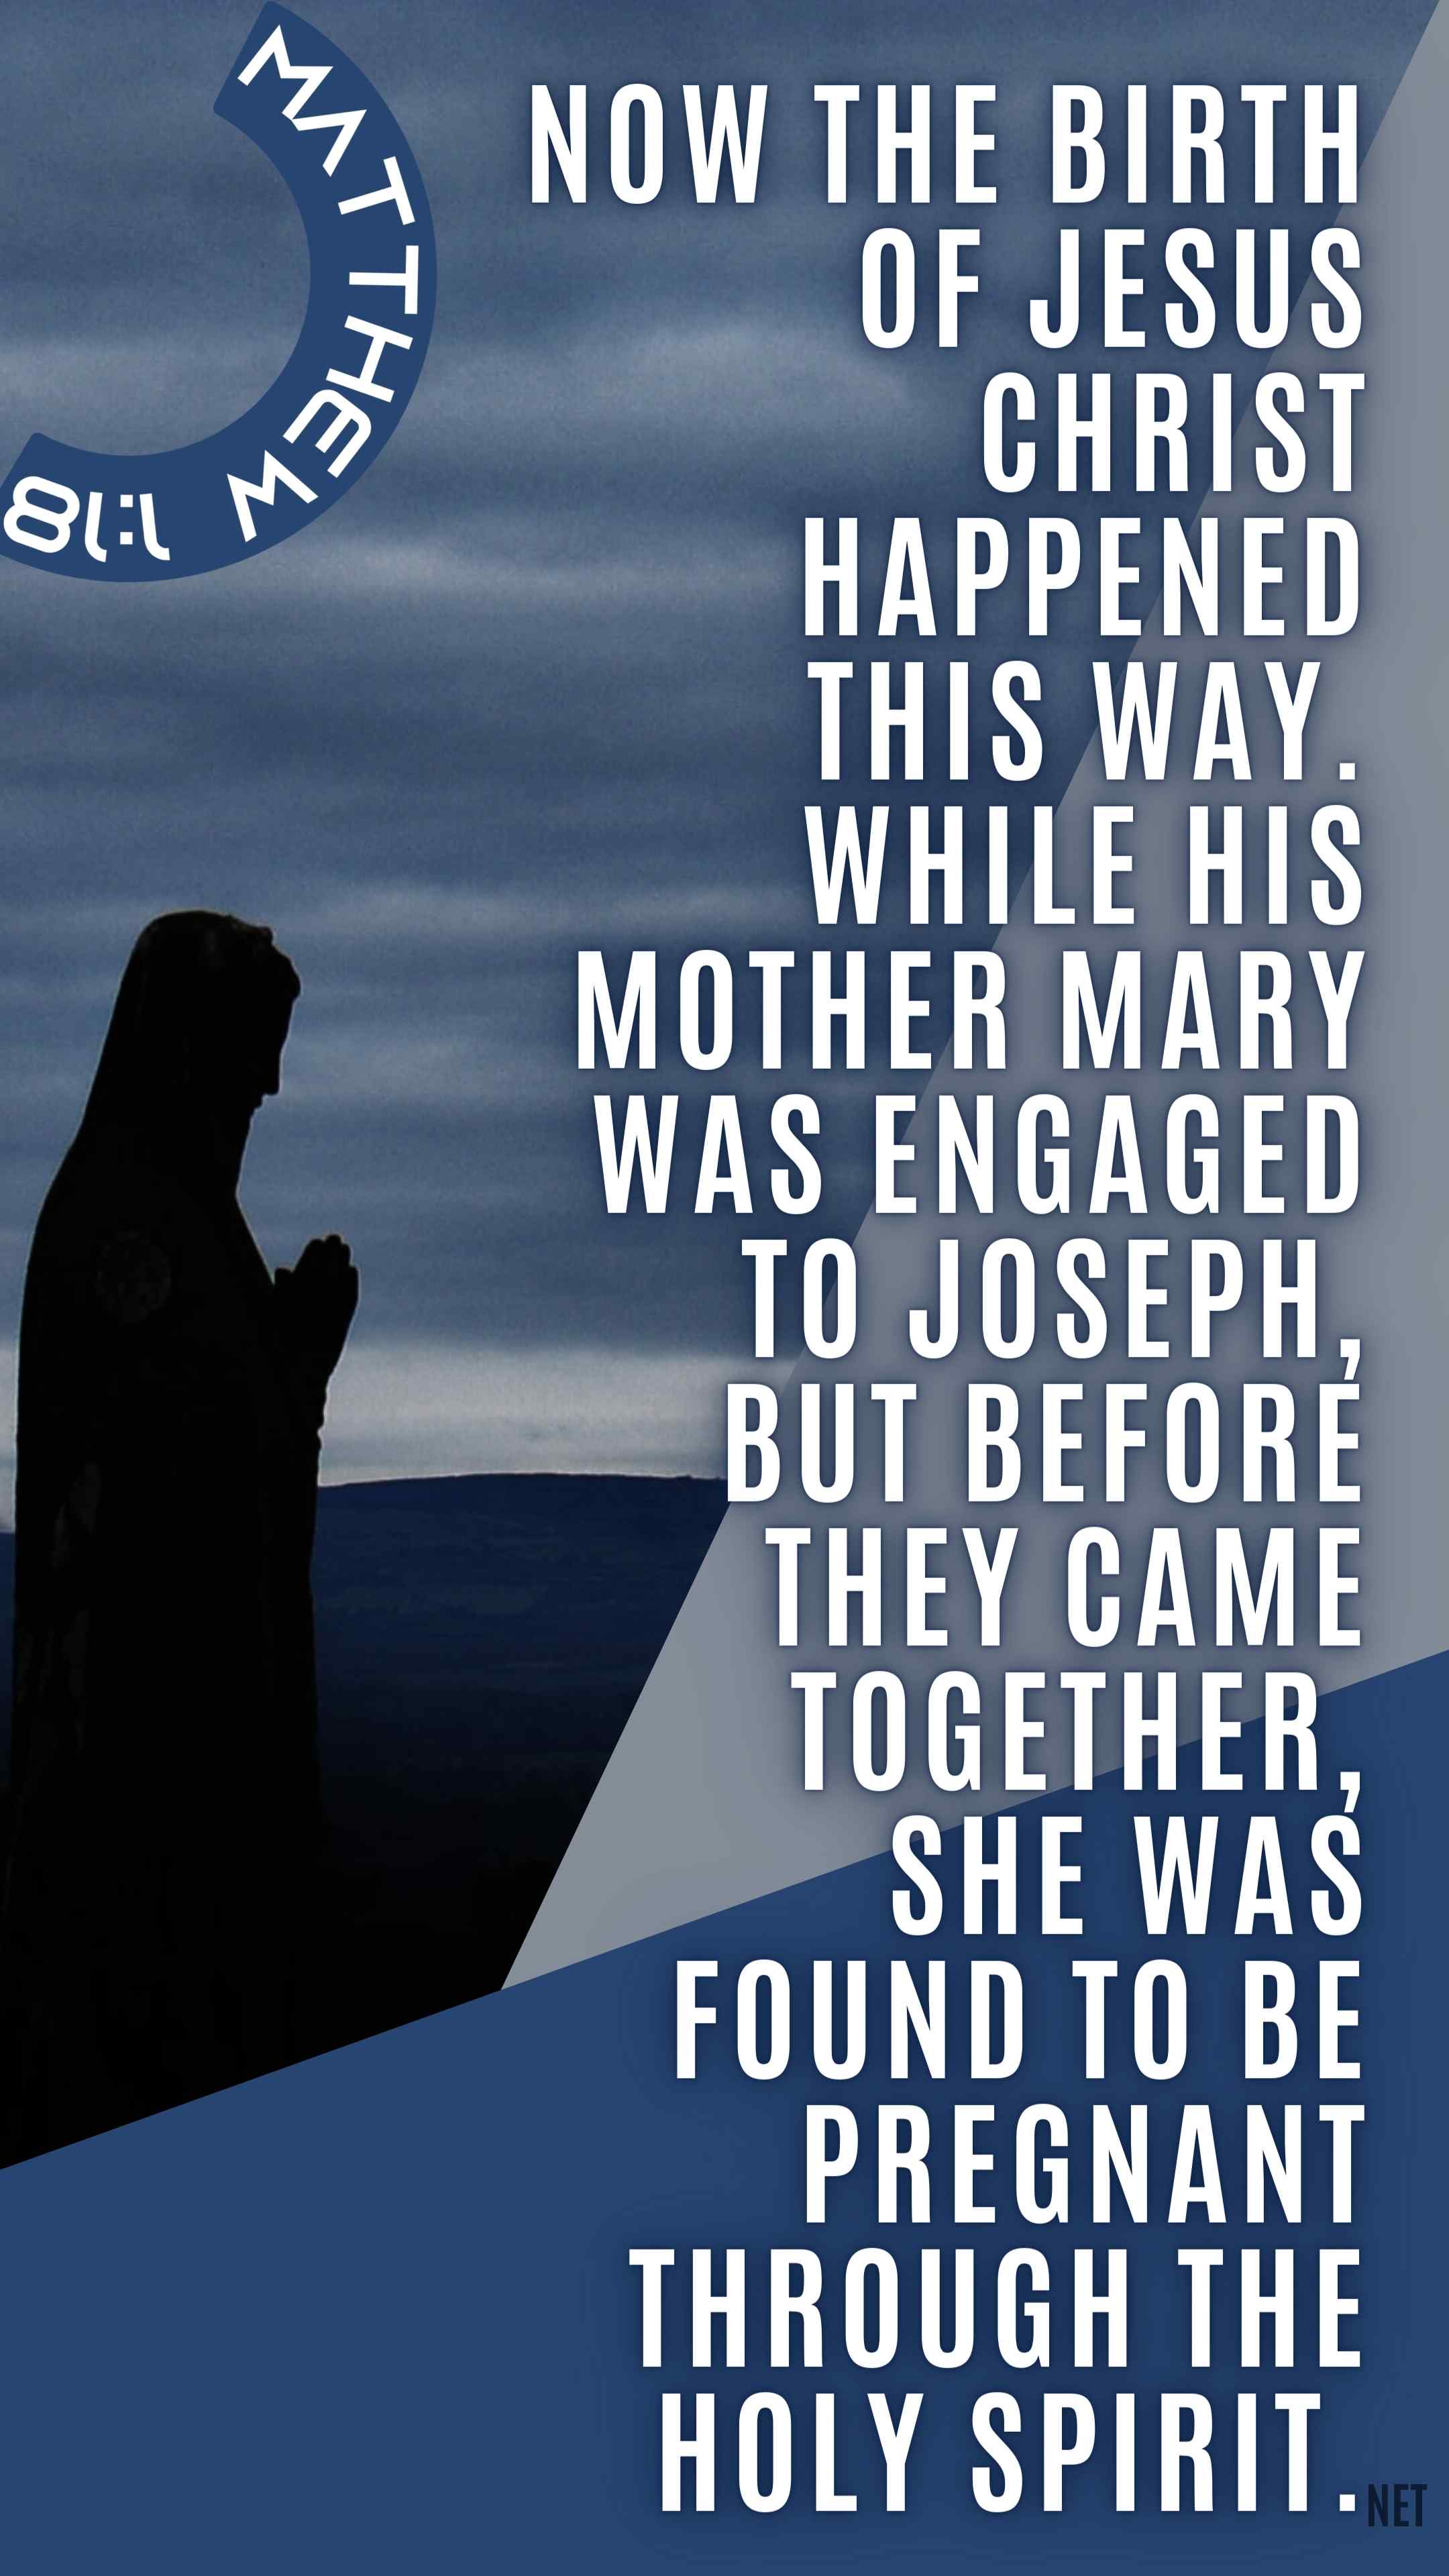 MATTHEW 1:18
NOW THE BIRTH
OF JESUS
CHRIST
HAPPENED
THIS WAY.
WHILE HIS
MOTHER MARY
WAS ENGAGED
TO JOSEPH,
BUT BEFORE
THEY CAME
TOGETHER,
SHE WAS
FOUND TO BE
PREGNANT
THROUGH THE
HOLY SPIRIT.
NET